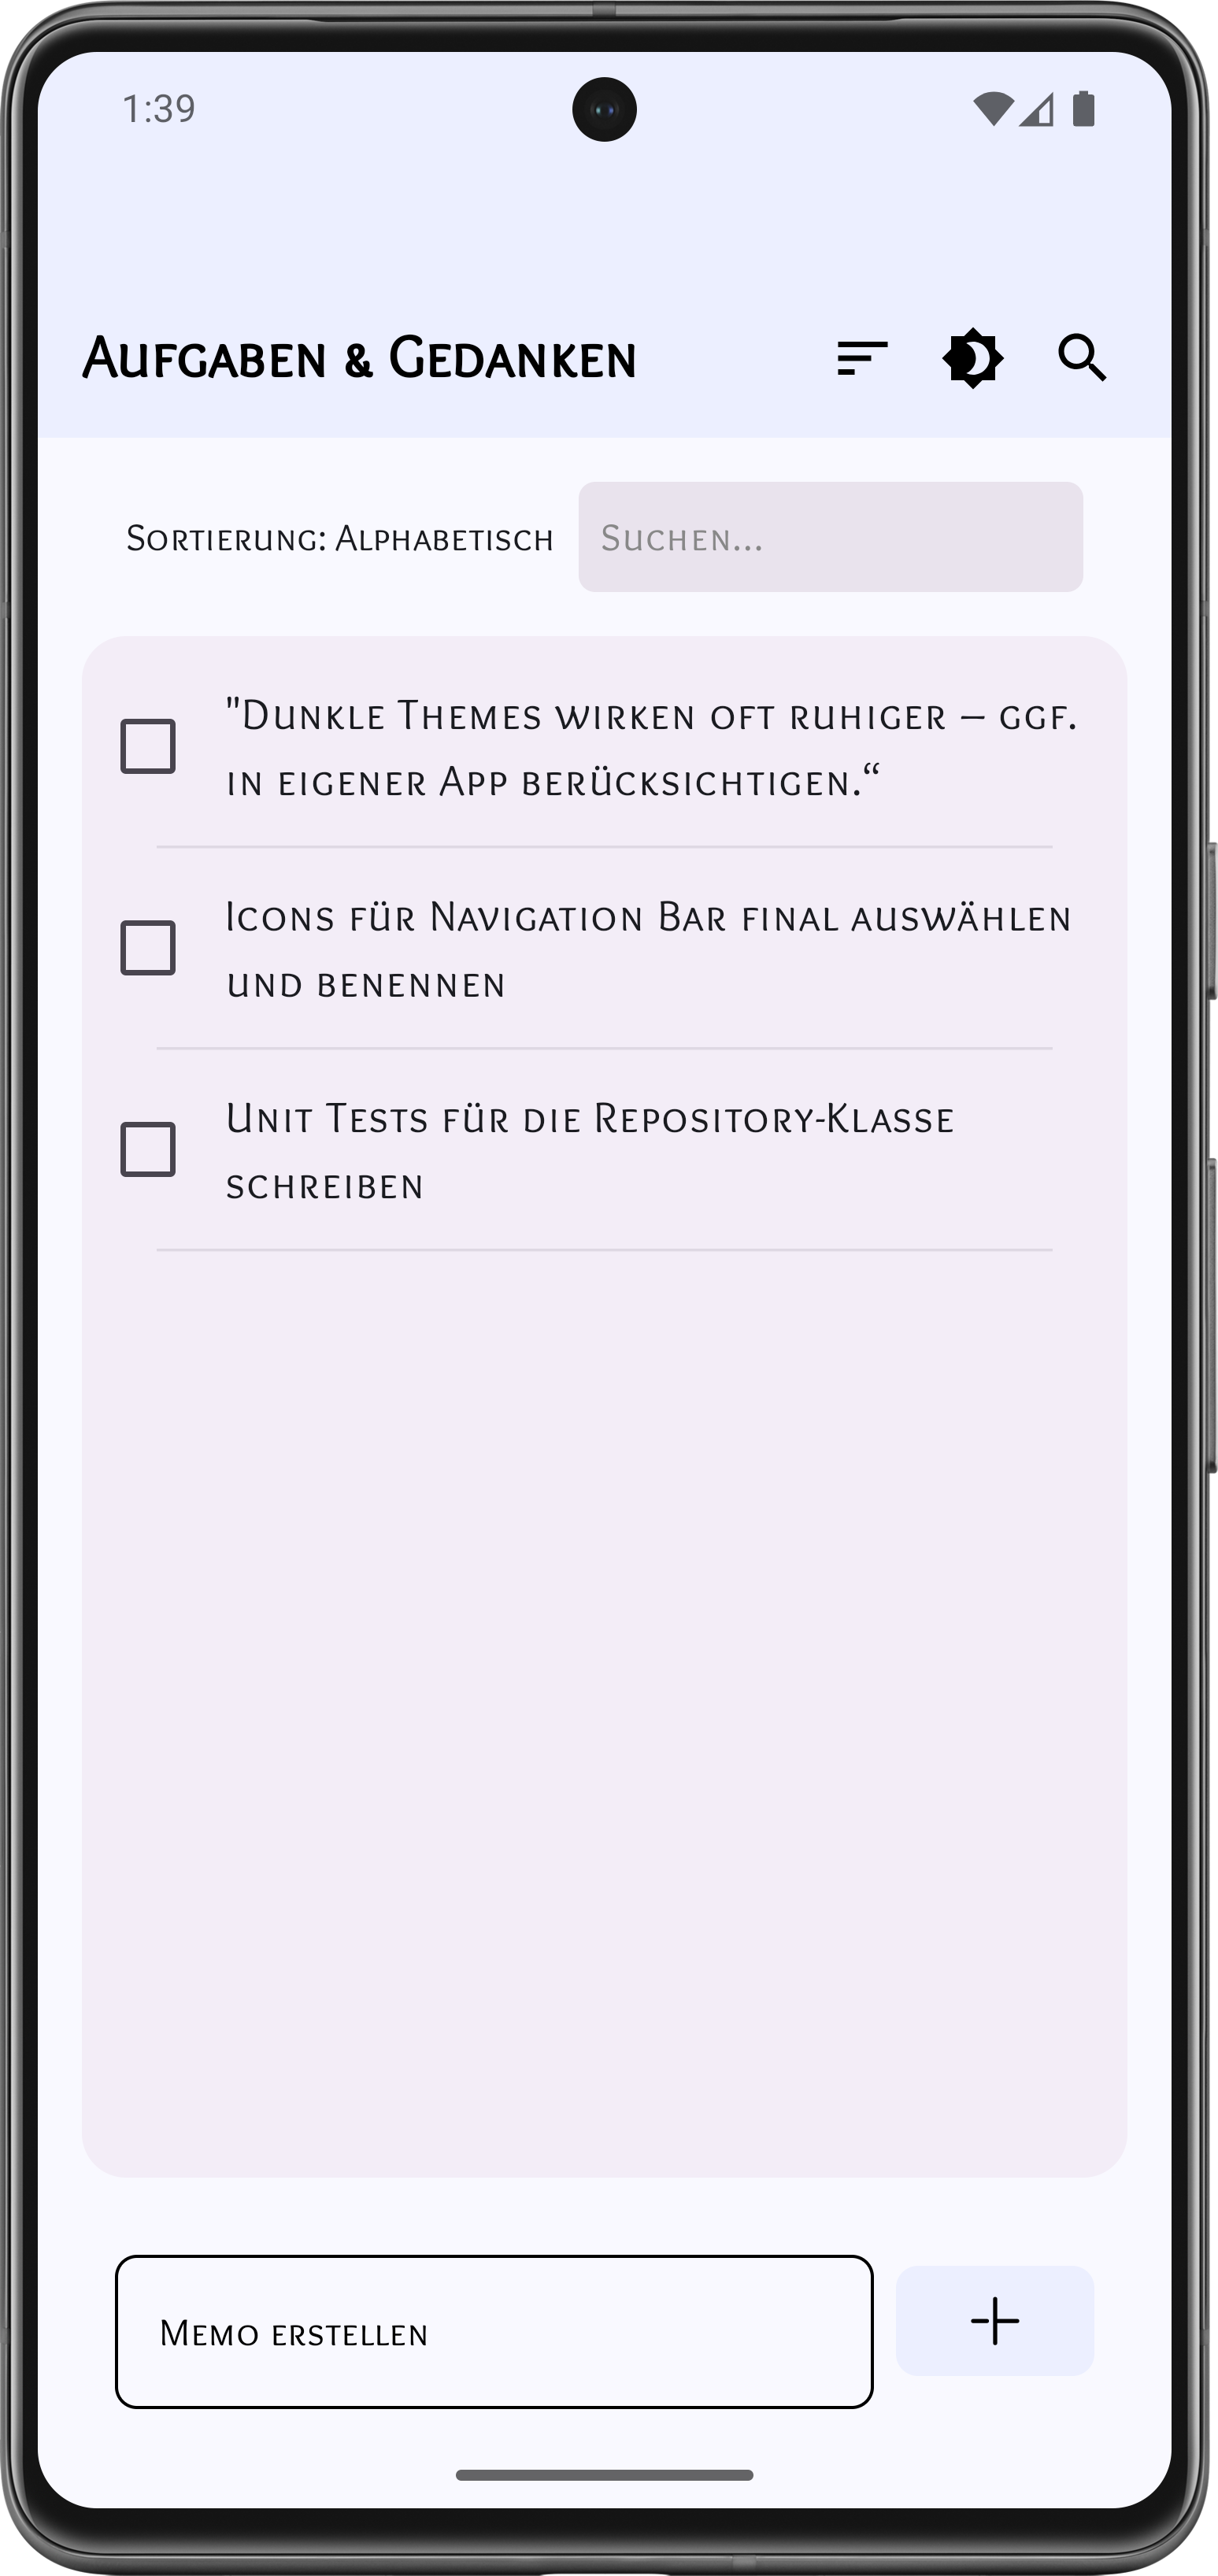 1:39
Aufgaben & Gedanken
Sortierung: Alphabetisch
Suchen...
"Dunkle Themes wirken oft ruhiger – ggf.
in eigener App berücksichtigen.“
Icons für Navigation Bar final auswählen
und benennen
Unit Tests für die Repository-Klasse
schreiben
Memo erstellen